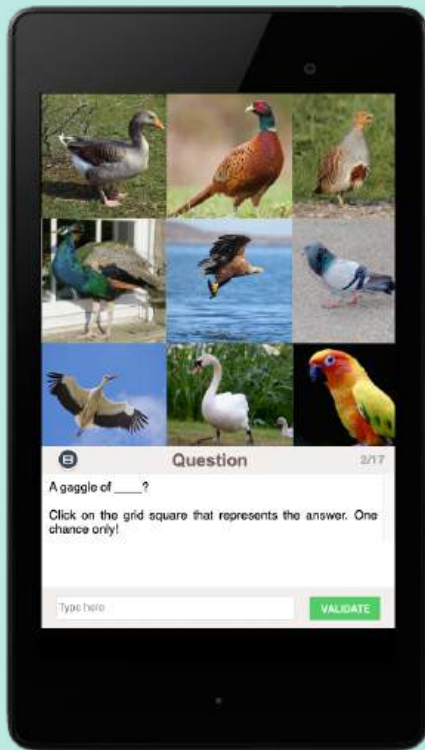 Question
2/17
A gaggle of ____?
Click on the grid square that represents the answer. One
chance only!
Type here
VALIDATE